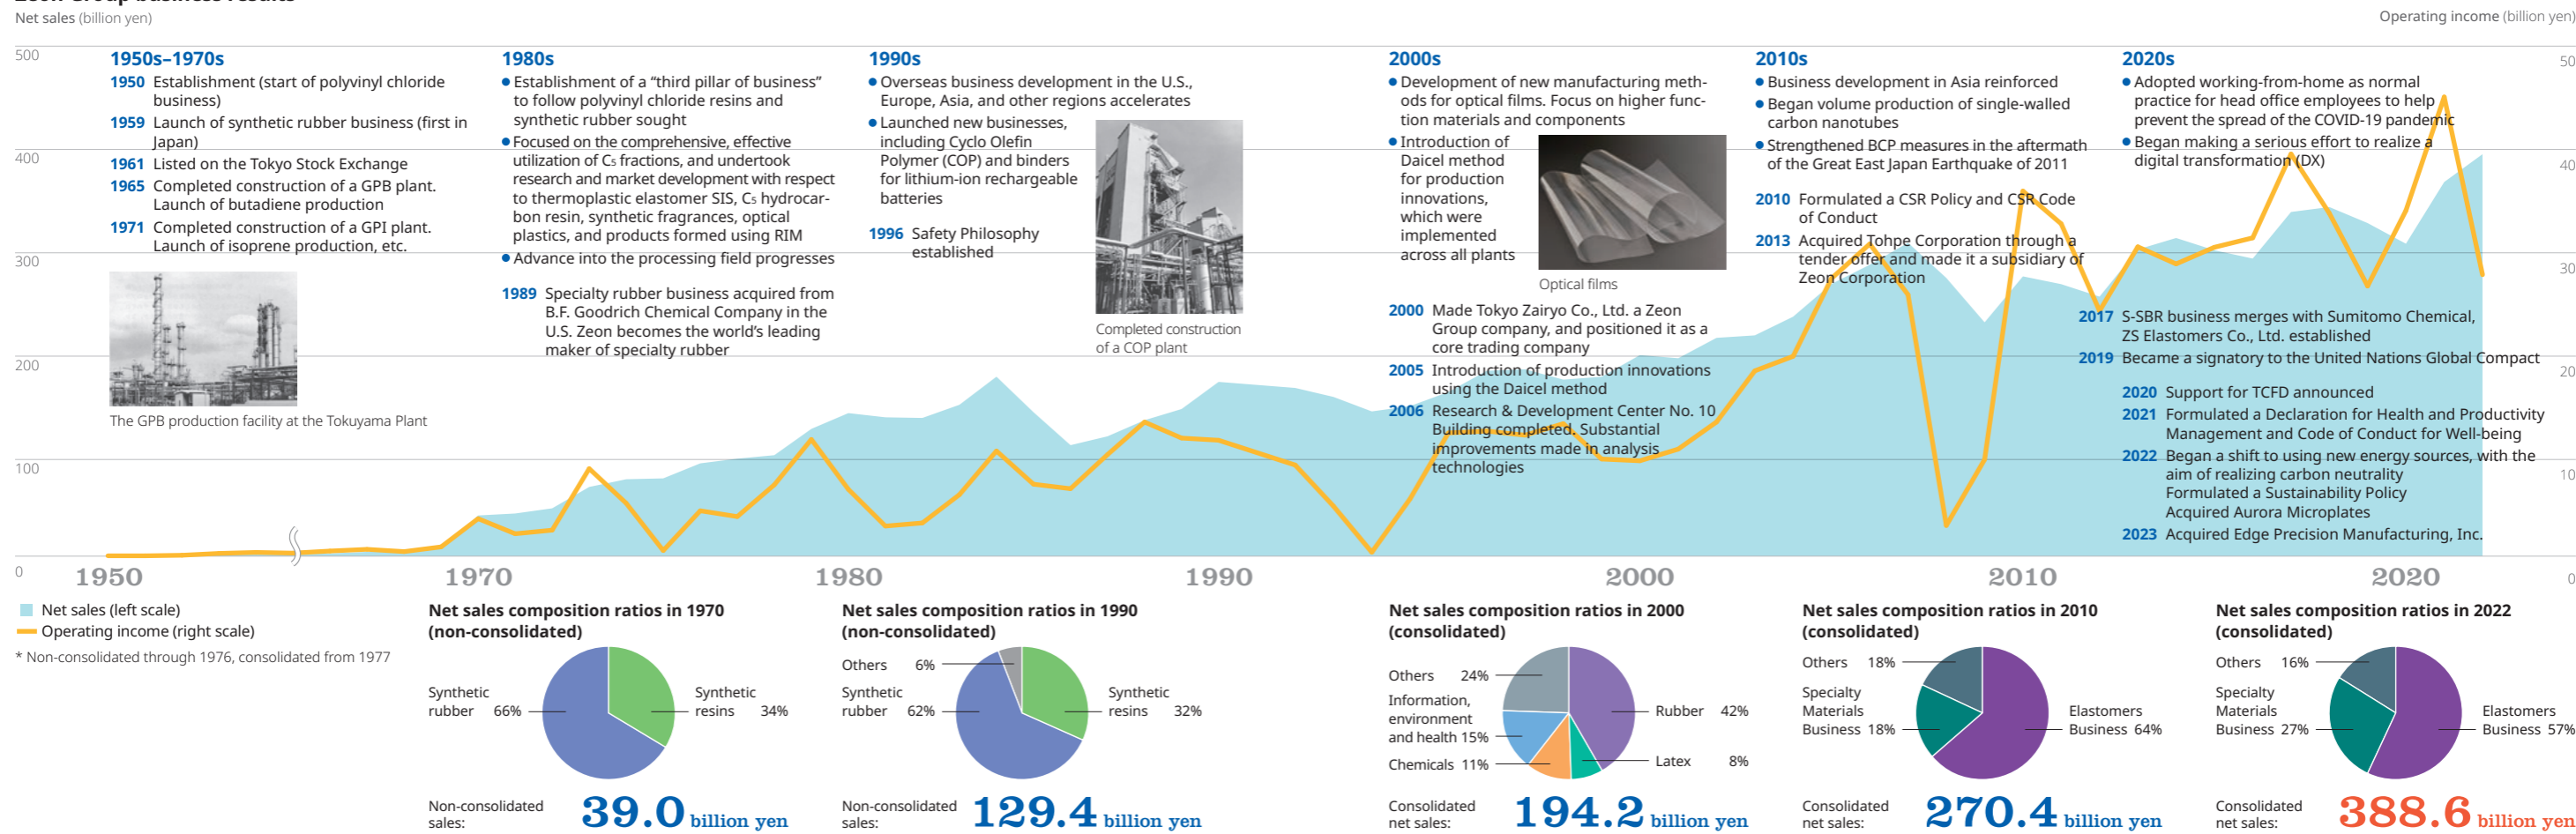 Zeon Group business results
Net sales (billion yen)
Operating income (billion yen)
500
400
300
200
100
0
50
40
30
20
10
0
1950s–1970s
1950 Establishment (start of polyvinyl chloride
business)
1959 Launch of synthetic rubber business (first in
Japan)
1961 Listed on the Tokyo Stock Exchange
1965 Completed construction of a GPB plant.
Launch of butadiene production
1971 Completed construction of a GPI plant.
Launch of isoprene production, etc.
The GPB production facility at the Tokuyama Plant
1980s
● Establishment of a “third pillar of business”
to follow polyvinyl chloride resins and
synthetic rubber sought
● Focused on the comprehensive, effective
utilization of C₅ fractions, and undertook
research and market development with respect
to thermoplastic elastomer SIS, C₅ hydrocar-
bon resin, synthetic fragrances, optical
plastics, and products formed using RIM
● Advance into the processing field progresses
1989 Specialty rubber business acquired from
B.F. Goodrich Chemical Company in the
U.S. Zeon becomes the world’s leading
maker of specialty rubber
1990s
● Overseas business development in the U.S.,
Europe, Asia, and other regions accelerates
● Launched new businesses,
including Cyclo Olefin
Polymer (COP) and binders
for lithium-ion rechargeable
batteries
1996 Safety Philosophy
established
Completed construction
of a COP plant
2000s
● Development of new manufacturing meth-
ods for optical films. Focus on higher func-
tion materials and components
● Introduction of
Daicel method
for production
innovations,
which were
implemented
across all plants
Optical films
2000 Made Tokyo Zairyo Co., Ltd. a Zeon
Group company, and positioned it as a
core trading company
2005 Introduction of production innovations
using the Daicel method
2006 Research & Development Center No. 10
Building completed. Substantial
improvements made in analysis
technologies
2010s
● Business development in Asia reinforced
● Began volume production of single-walled
carbon nanotubes
● Strengthened BCP measures in the aftermath
of the Great East Japan Earthquake of 2011
2010 Formulated a CSR Policy and CSR Code
of Conduct
2013 Acquired Tohpe Corporation through a
tender offer and made it a subsidiary of
Zeon Corporation
2017 S-SBR business merges with Sumitomo Chemical,
ZS Elastomers Co., Ltd. established
2019 Became a signatory to the United Nations Global Compact
2020s
● Adopted working-from-home as normal
practice for head office employees to help
prevent the spread of the COVID-19 pandemic
● Began making a serious effort to realize a
digital transformation (DX)
2020 Support for TCFD announced
2021 Formulated a Declaration for Health and Productivity
Management and Code of Conduct for Well-being
2022 Began a shift to using new energy sources, with the
aim of realizing carbon neutrality
Formulated a Sustainability Policy
Acquired Aurora Microplates
2023 Acquired Edge Precision Manufacturing, Inc.
1950 1970 1980 1990 2000 2010 2020
Net sales (left scale)
Operating income (right scale)
* Non-consolidated through 1976, consolidated from 1977
Net sales composition ratios in 1970
(non-consolidated)
Synthetic
rubber 66%
Synthetic
resins 34%
Non-consolidated
sales: 39.0 billion yen
Net sales composition ratios in 1990
(non-consolidated)
Others 6%
Synthetic
rubber 62%
Synthetic
resins 32%
Non-consolidated
sales: 129.4 billion yen
Net sales composition ratios in 2000
(consolidated)
Others 24%
Information,
environment
and health 15%
Chemicals 11%
Rubber 42%
Latex 8%
Consolidated
net sales: 194.2 billion yen
Net sales composition ratios in 2010
(consolidated)
Others 18%
Specialty
Materials
Business 18%
Elastomers
Business 64%
Consolidated
net sales: 270.4 billion yen
Net sales composition ratios in 2022
(consolidated)
Others 16%
Specialty
Materials
Business 27%
Elastomers
Business 57%
Consolidated
net sales: 388.6 billion yen